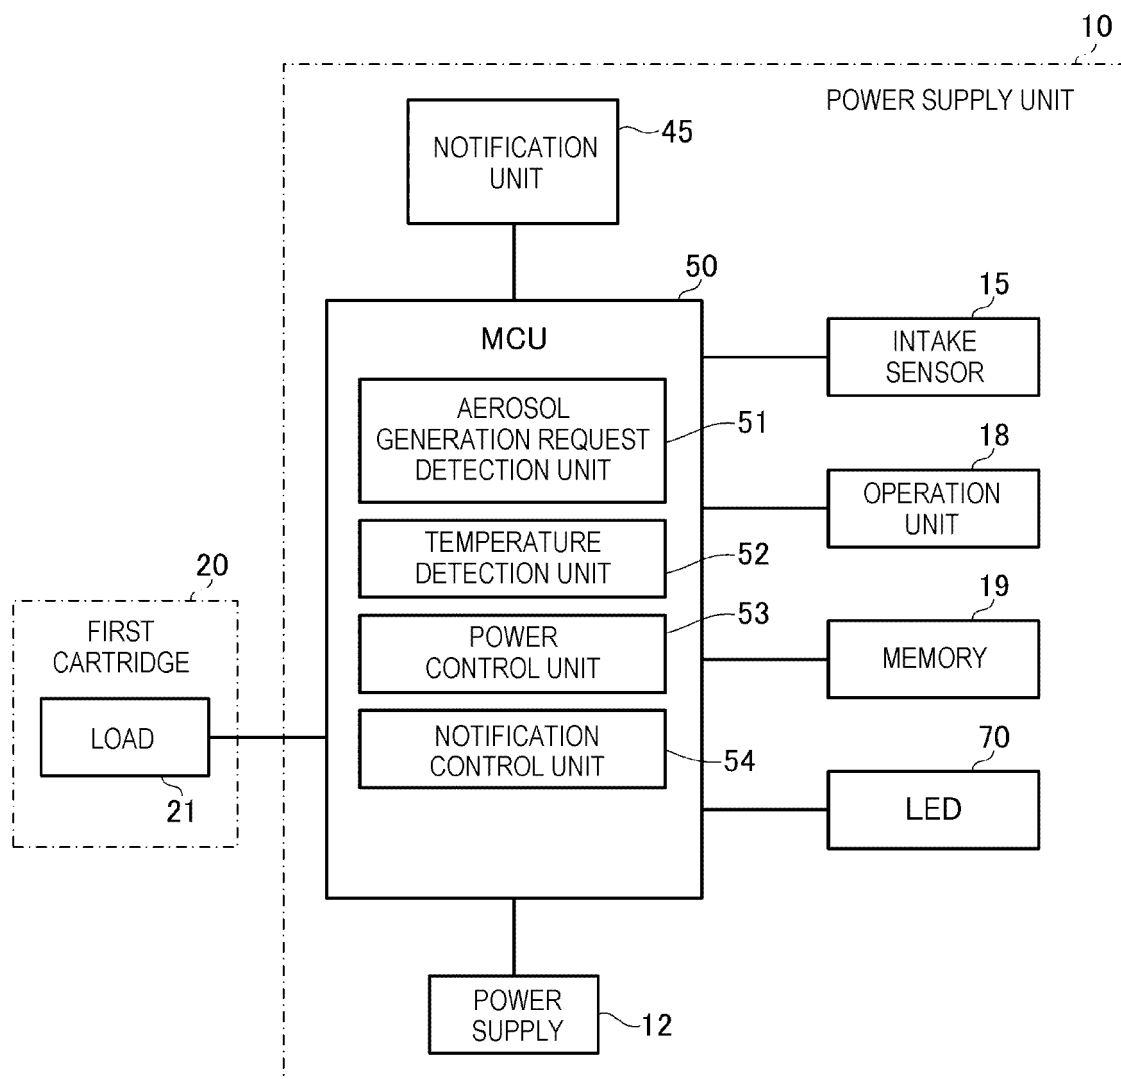 10
POWER SUPPLY UNIT
45
NOTIFICATION
UNIT
50
MCU
15
INTAKE
SENSOR
AEROSOL
GENERATION REQUEST
DETECTION UNIT
51
18
OPERATION
UNIT
TEMPERATURE
DETECTION UNIT
52
20
FIRST
CARTRIDGE
53
POWER
CONTROL UNIT
19
MEMORY
LOAD
21
NOTIFICATION
CONTROL UNIT
54
70
LED
POWER
SUPPLY
12